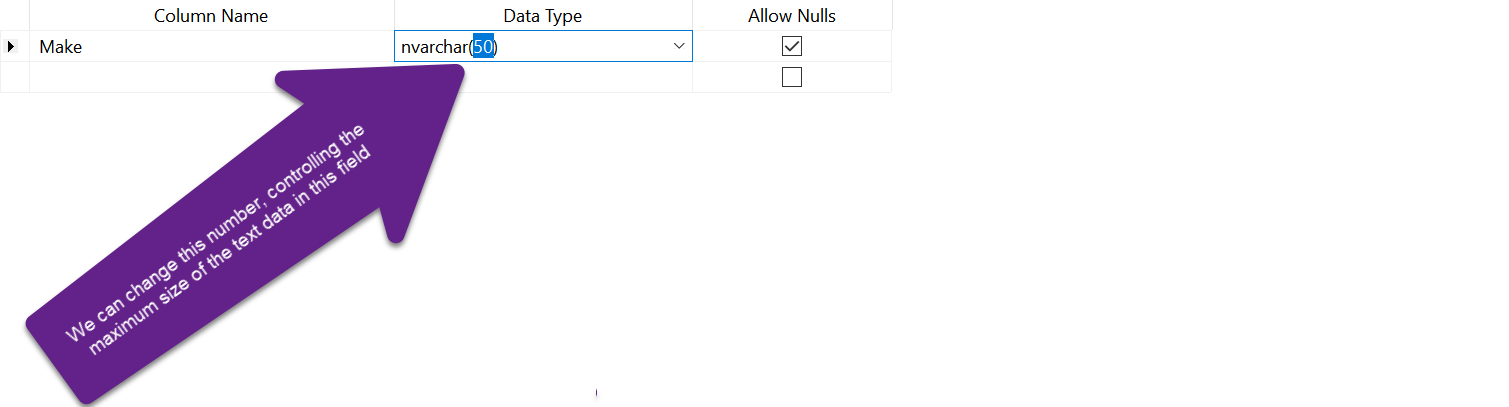 Column Name Data Type Allow Nulls
Make nvarchar(50)
We can change this number, controlling the
maximum size of the text data in this field